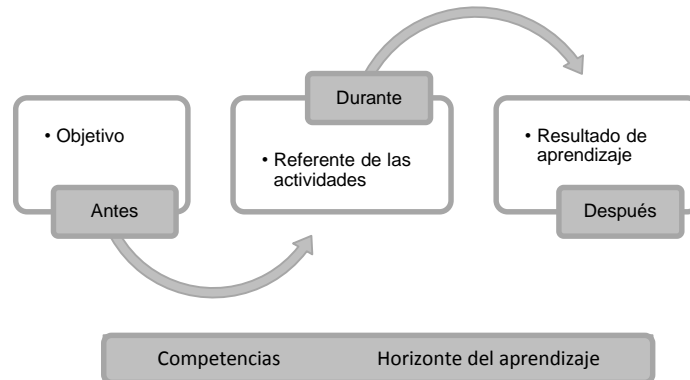 Durante
• Objetivo
• Referente de las
actividades
• Resultado de
aprendizaje
Antes
Después
Competencias Horizonte del aprendizaje